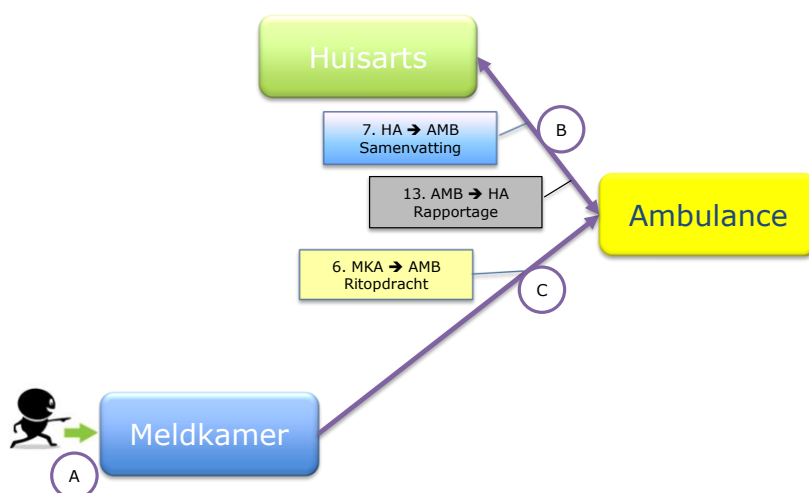 Huisarts
7. HA ➔ AMB
Samenvatting
B
13. AMB ➔ HA
Rapportage
Ambulance
6. MKA ➔ AMB
Ritopdracht
C
Meldkamer
A